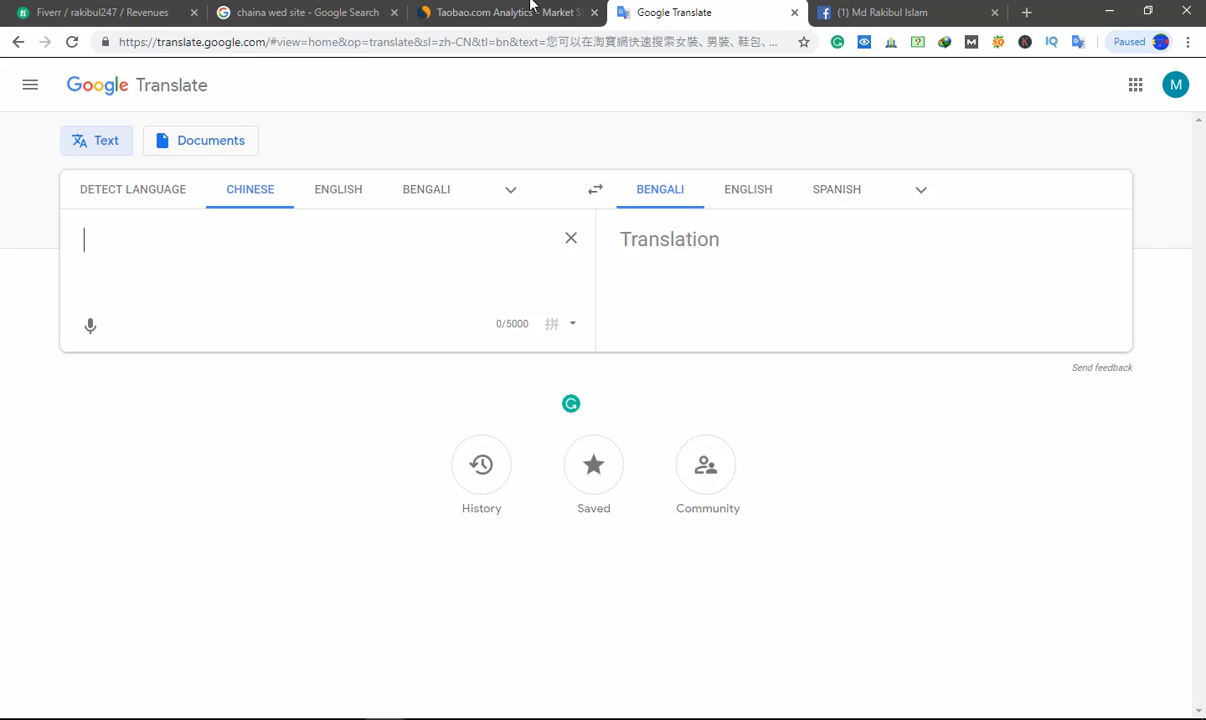 Fiverr / rakibul247 / Revenues
chaina wed site - Google Search
Taobao.com Analytics - Market S
Google Translate
(1) Md Rakibul Islam
https://translate.google.com/#view=home&op=translate&sl=zh-CN&tl=bn&text=您可以在淘寶網快速搜索女裝、男裝、鞋包、...
Paused
Google Translate
M
Text
Documents
DETECT LANGUAGE
CHINESE
ENGLISH
BENGALI
BENGALI
ENGLISH
SPANISH
Translation
0/5000
拼
Send feedback
History
Saved
Community